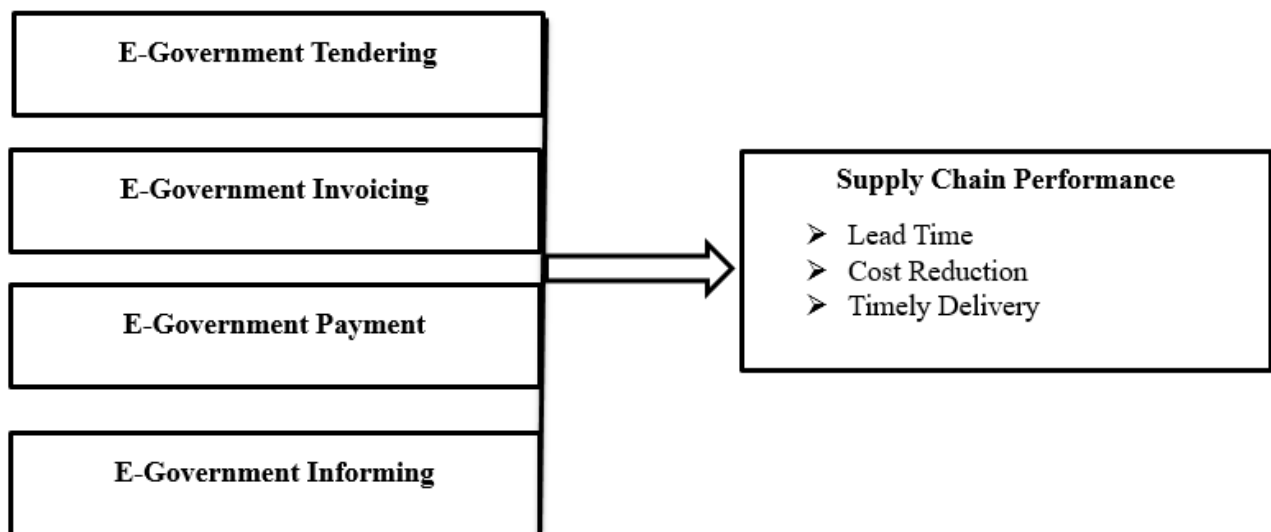 E-Government Tendering
E-Government Invoicing
E-Government Payment
E-Government Informing
Supply Chain Performance
➢ Lead Time
➢ Cost Reduction
➢ Timely Delivery